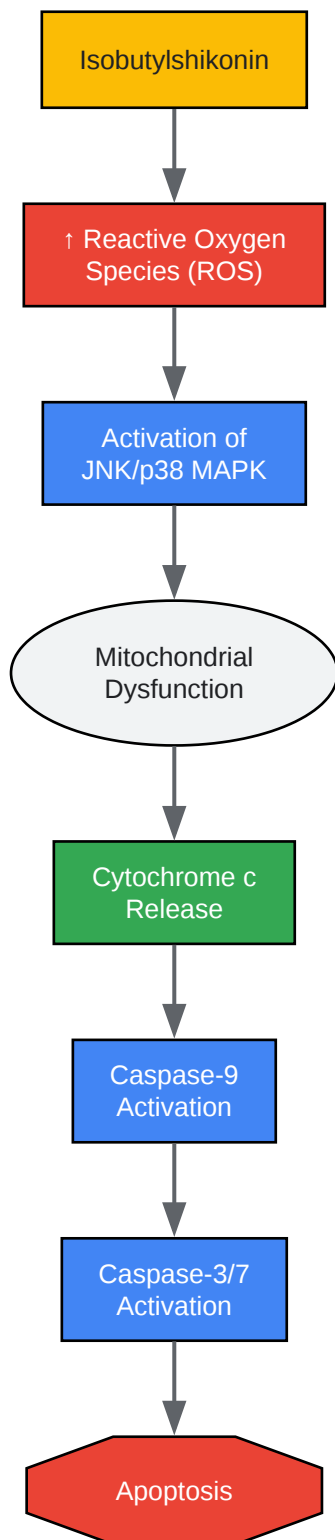 Isobutylshikonin
↑ Reactive Oxygen
Species (ROS)
Activation of
JNK/p38 MAPK
Mitochondrial
Dysfunction
Cytochrome c
Release
Caspase-9
Activation
Caspase-3/7
Activation
Apoptosis